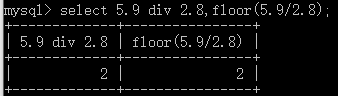 mysql> select 5.9 div 2.8,floor(5.9/2.8);
+-------------+----------------+
| 5.9 div 2.8 | floor(5.9/2.8) |
+-------------+----------------+
|           2 |              2 |
+-------------+----------------+